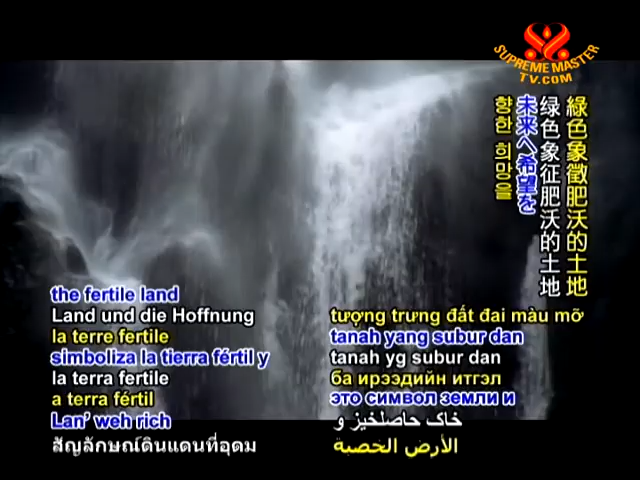 SUPREME MASTER
TV.COM
綠色象徵肥沃的土地
绿色象征肥沃的土地
未来へ希望を
향한 희망을
the fertile land
Land und die Hoffnung
la terre fertile
simboliza la tierra fértil y
la terra fertile
a terra fértil
Lan' weh rich
สัญลักษณ์ดินแดนที่อุดม
tượng trưng đất đai màu mỡ
tanah yang subur dan
tanah yg subur dan
ба ирээдийн итгэл
это символ земли и
خاک حاصلخیز و
الأرض الخصبة